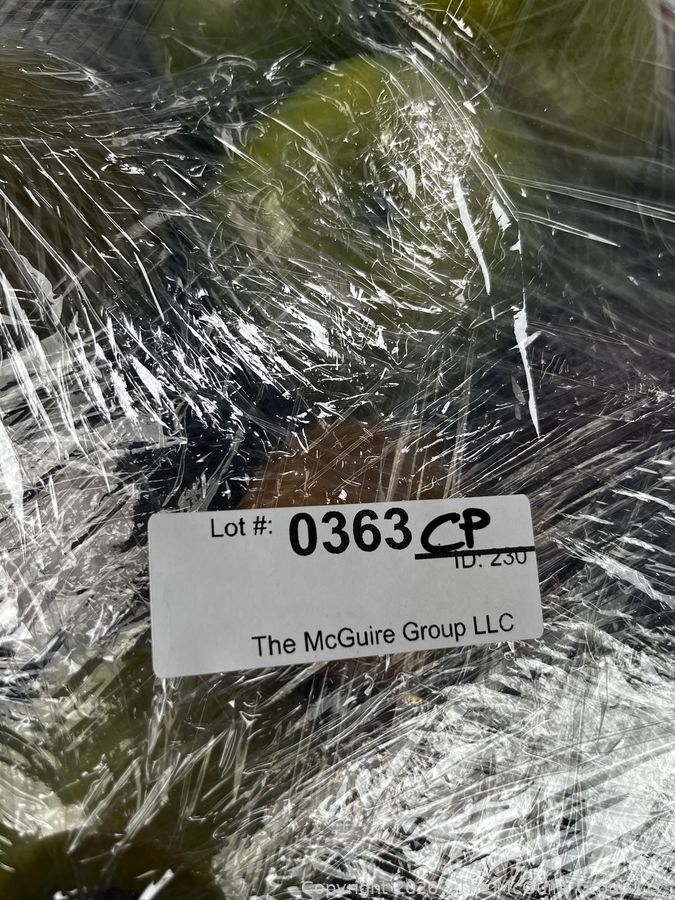 Lot #: 0363 CP
ID: 230
The McGuire Group LLC